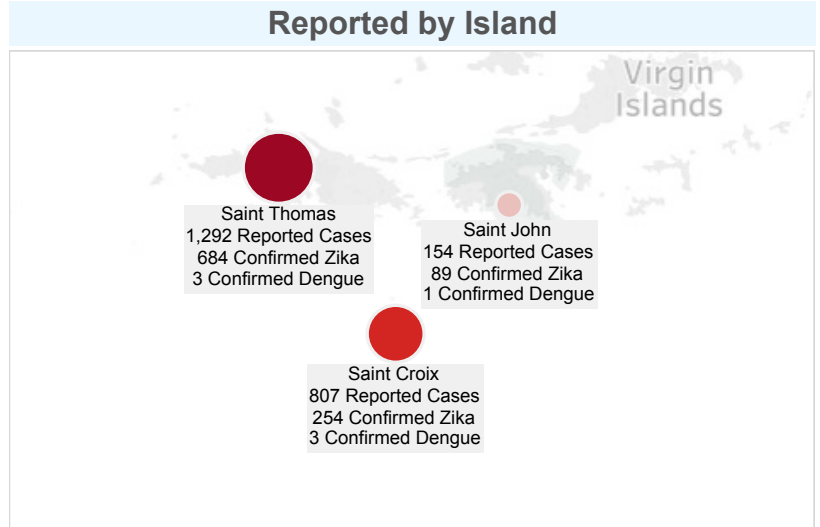 Reported by Island
Virgin
Islands
Saint Thomas
1,292 Reported Cases
684 Confirmed Zika
3 Confirmed Dengue
Saint John
154 Reported Cases
89 Confirmed Zika
1 Confirmed Dengue
Saint Croix
807 Reported Cases
254 Confirmed Zika
3 Confirmed Dengue